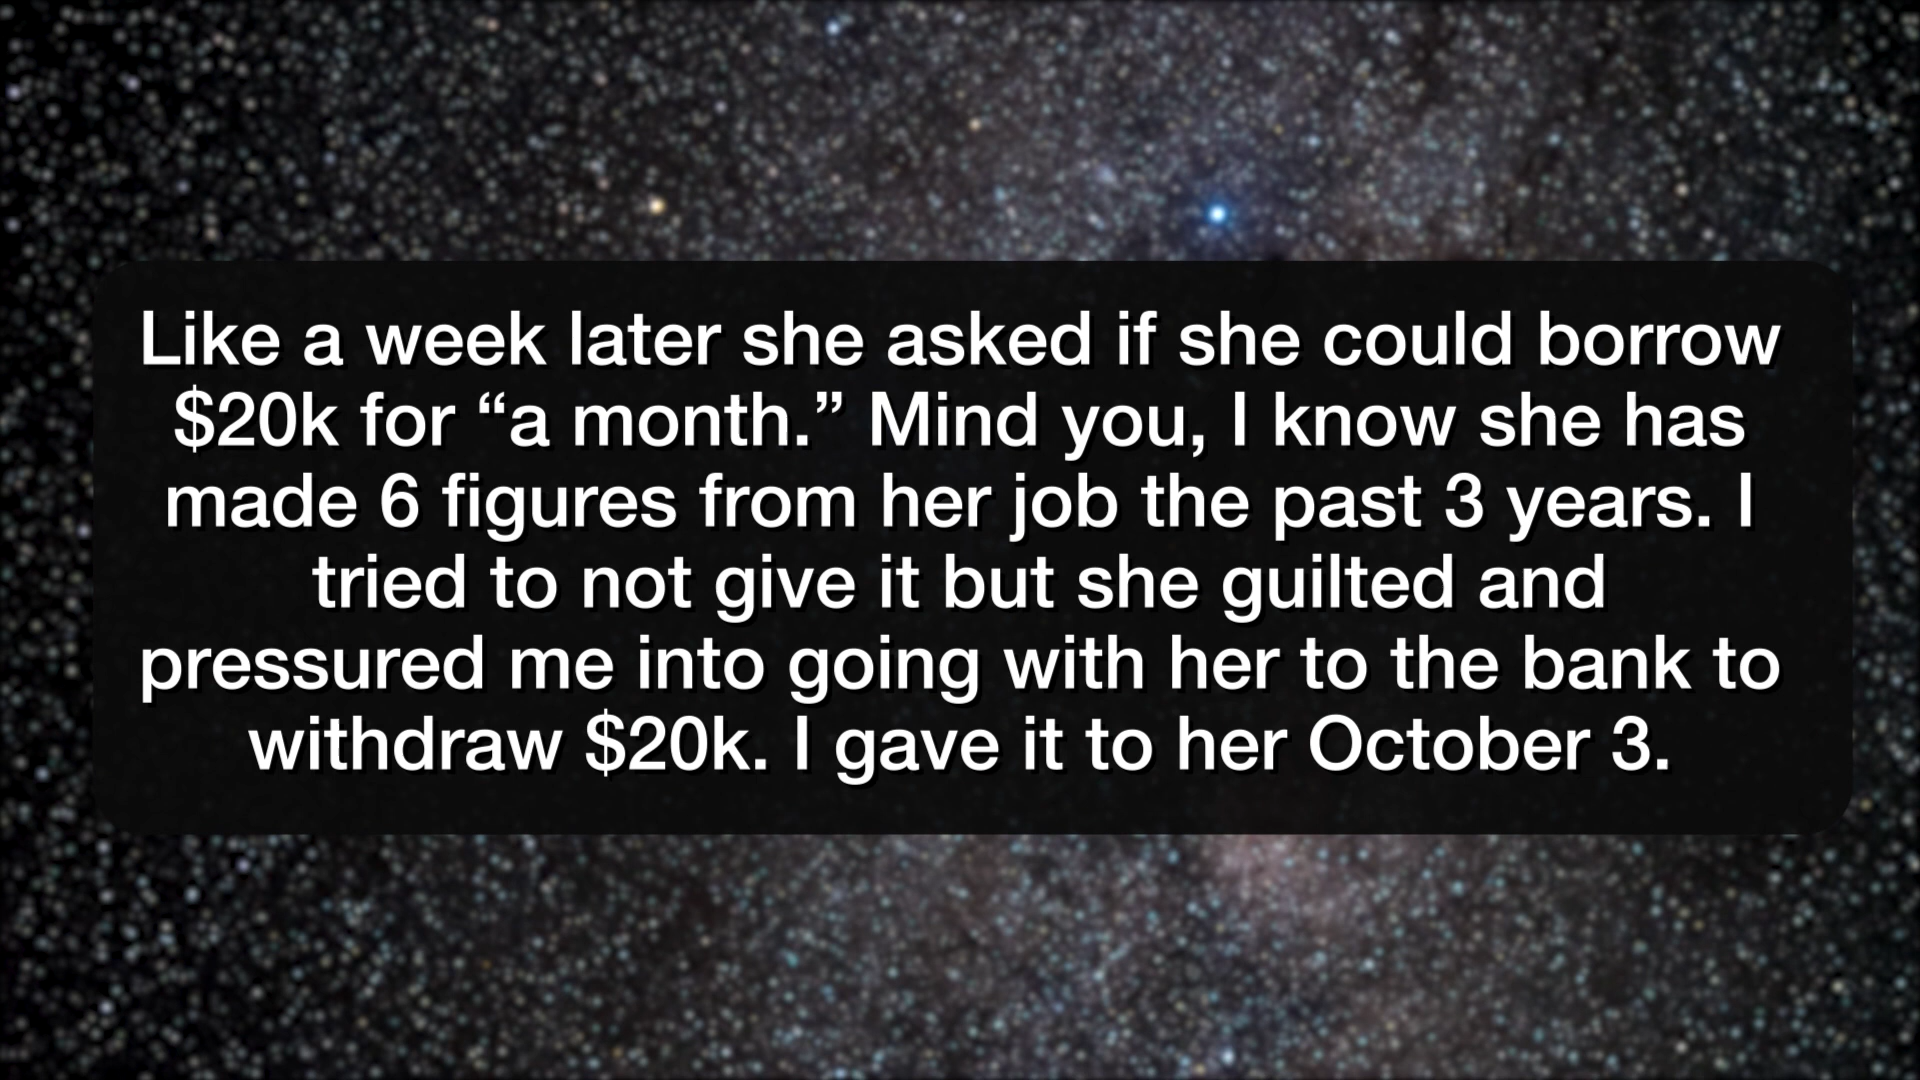 Like a week later she asked if she could borrow
$20k for “a month.” Mind you, I know she has
made 6 figures from her job the past 3 years. I
tried to not give it but she guilted and
pressured me into going with her to the bank to
withdraw $20k. I gave it to her October 3.